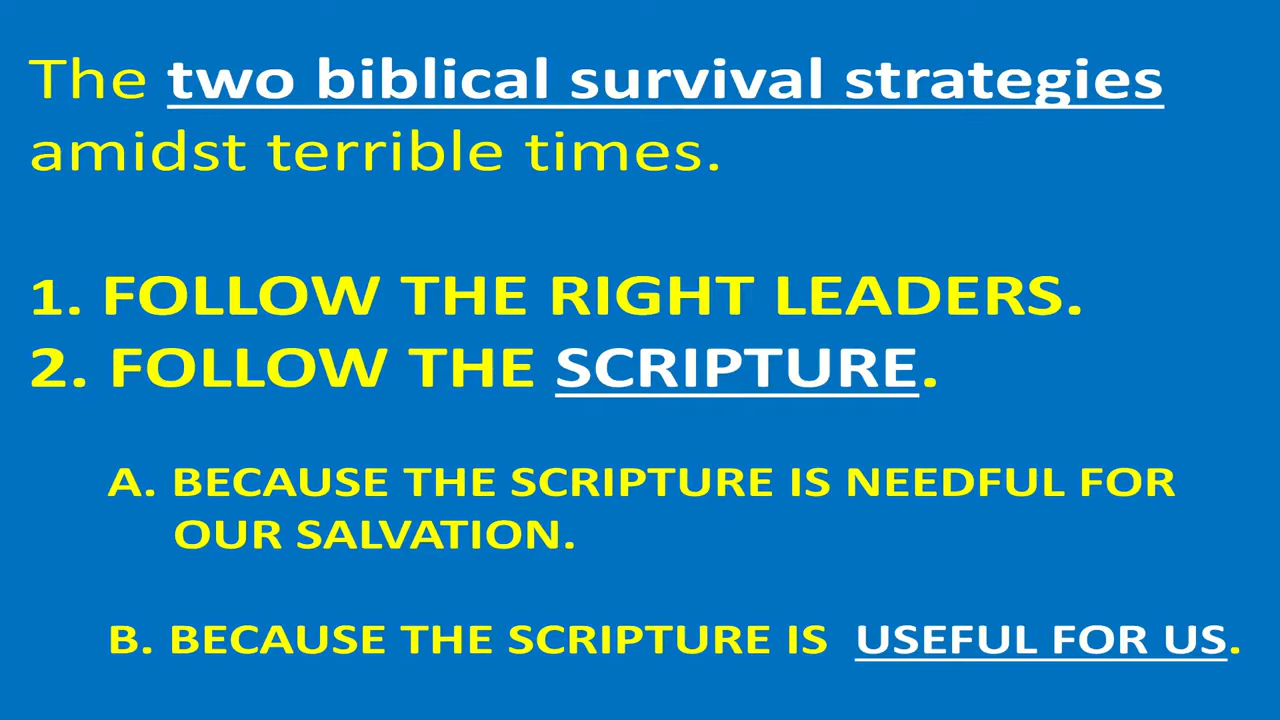 The two biblical survival strategies
amidst terrible times.
1. FOLLOW THE RIGHT LEADERS.
2. FOLLOW THE SCRIPTURE.
A. BECAUSE THE SCRIPTURE IS NEEDFUL FOR
OUR SALVATION.
B. BECAUSE THE SCRIPTURE IS USEFUL FOR US.